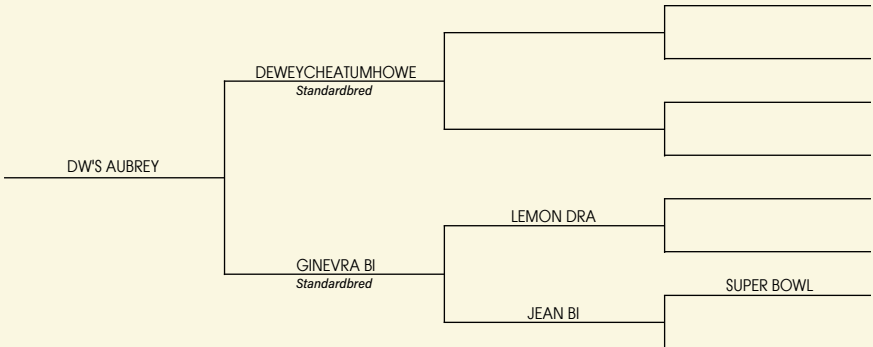 DEWEYCHEATUMHOWE
Standardbred
DW'S AUBREY
LEMON DRA
GINEVRA BI
Standardbred
SUPER BOWL
JEAN BI